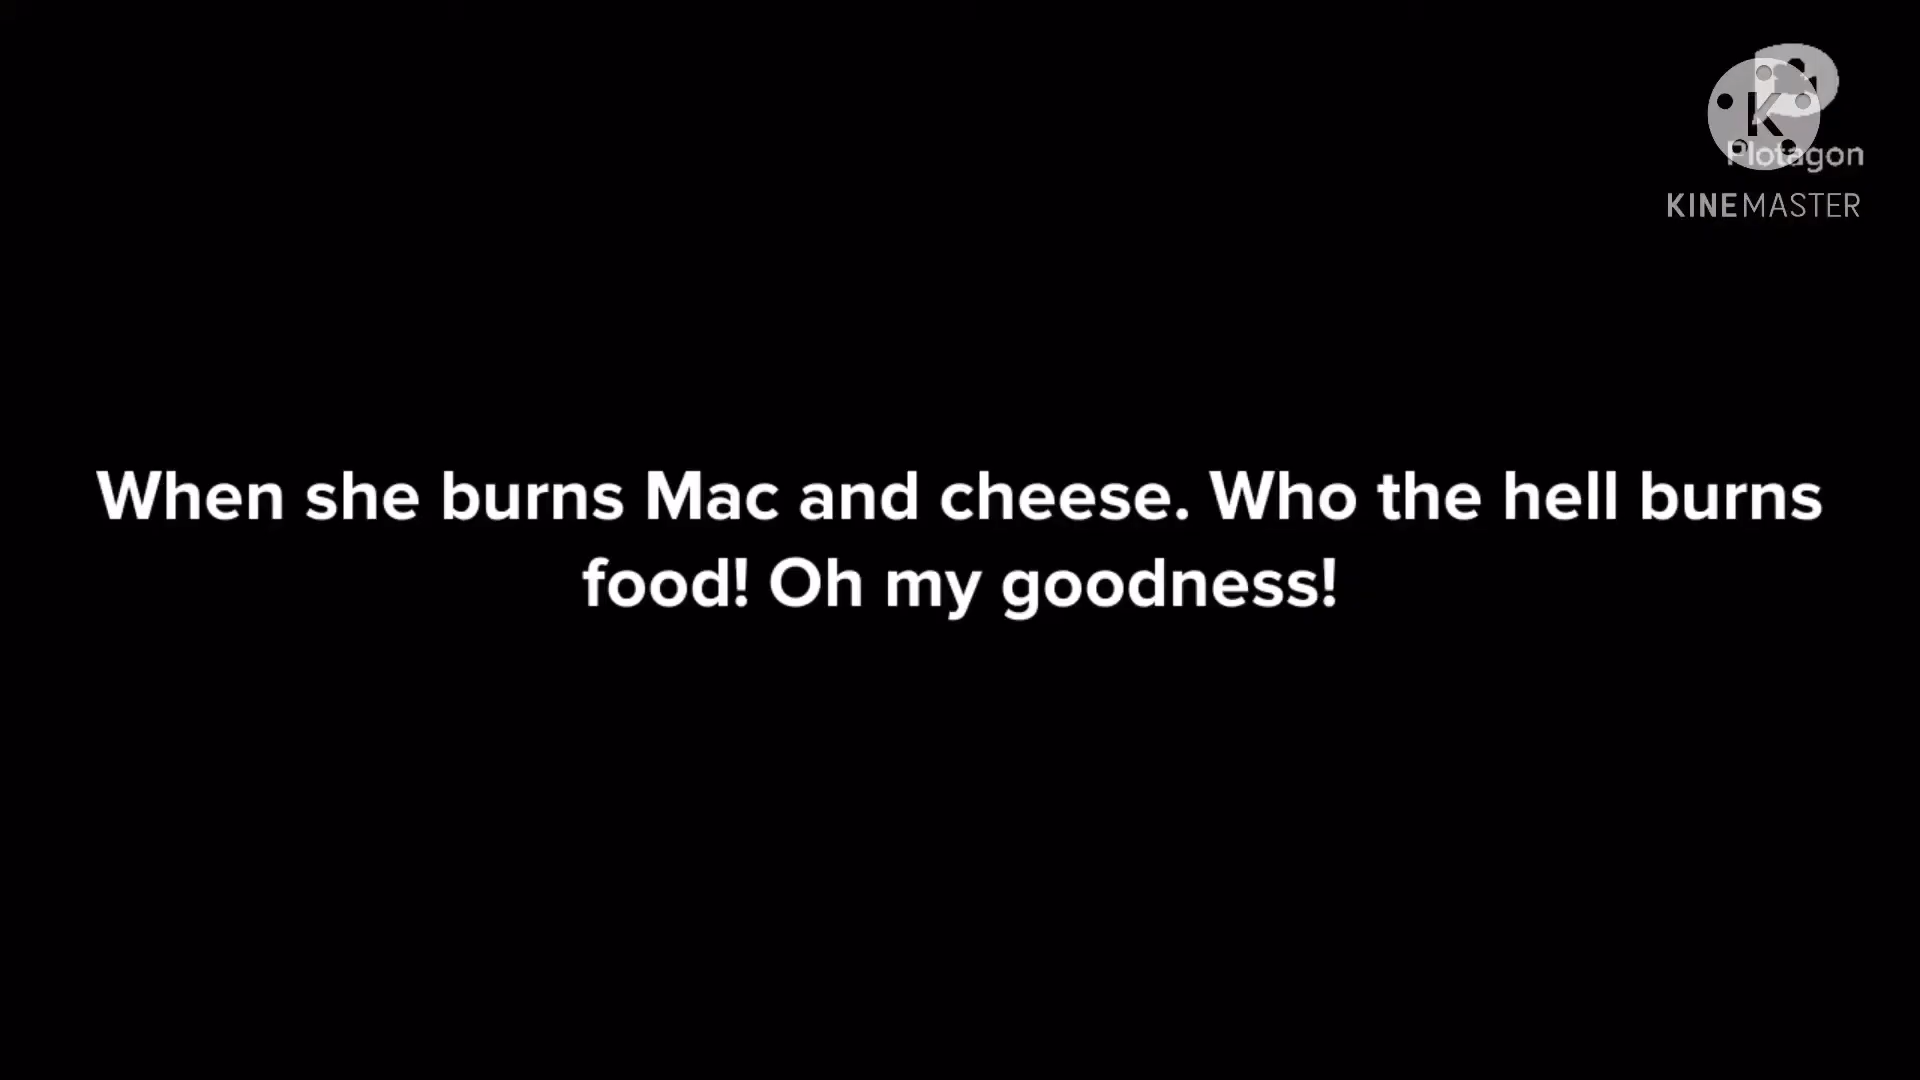 Plotagon
KINEMASTER
When she burns Mac and cheese. Who the hell burns
food! Oh my goodness!